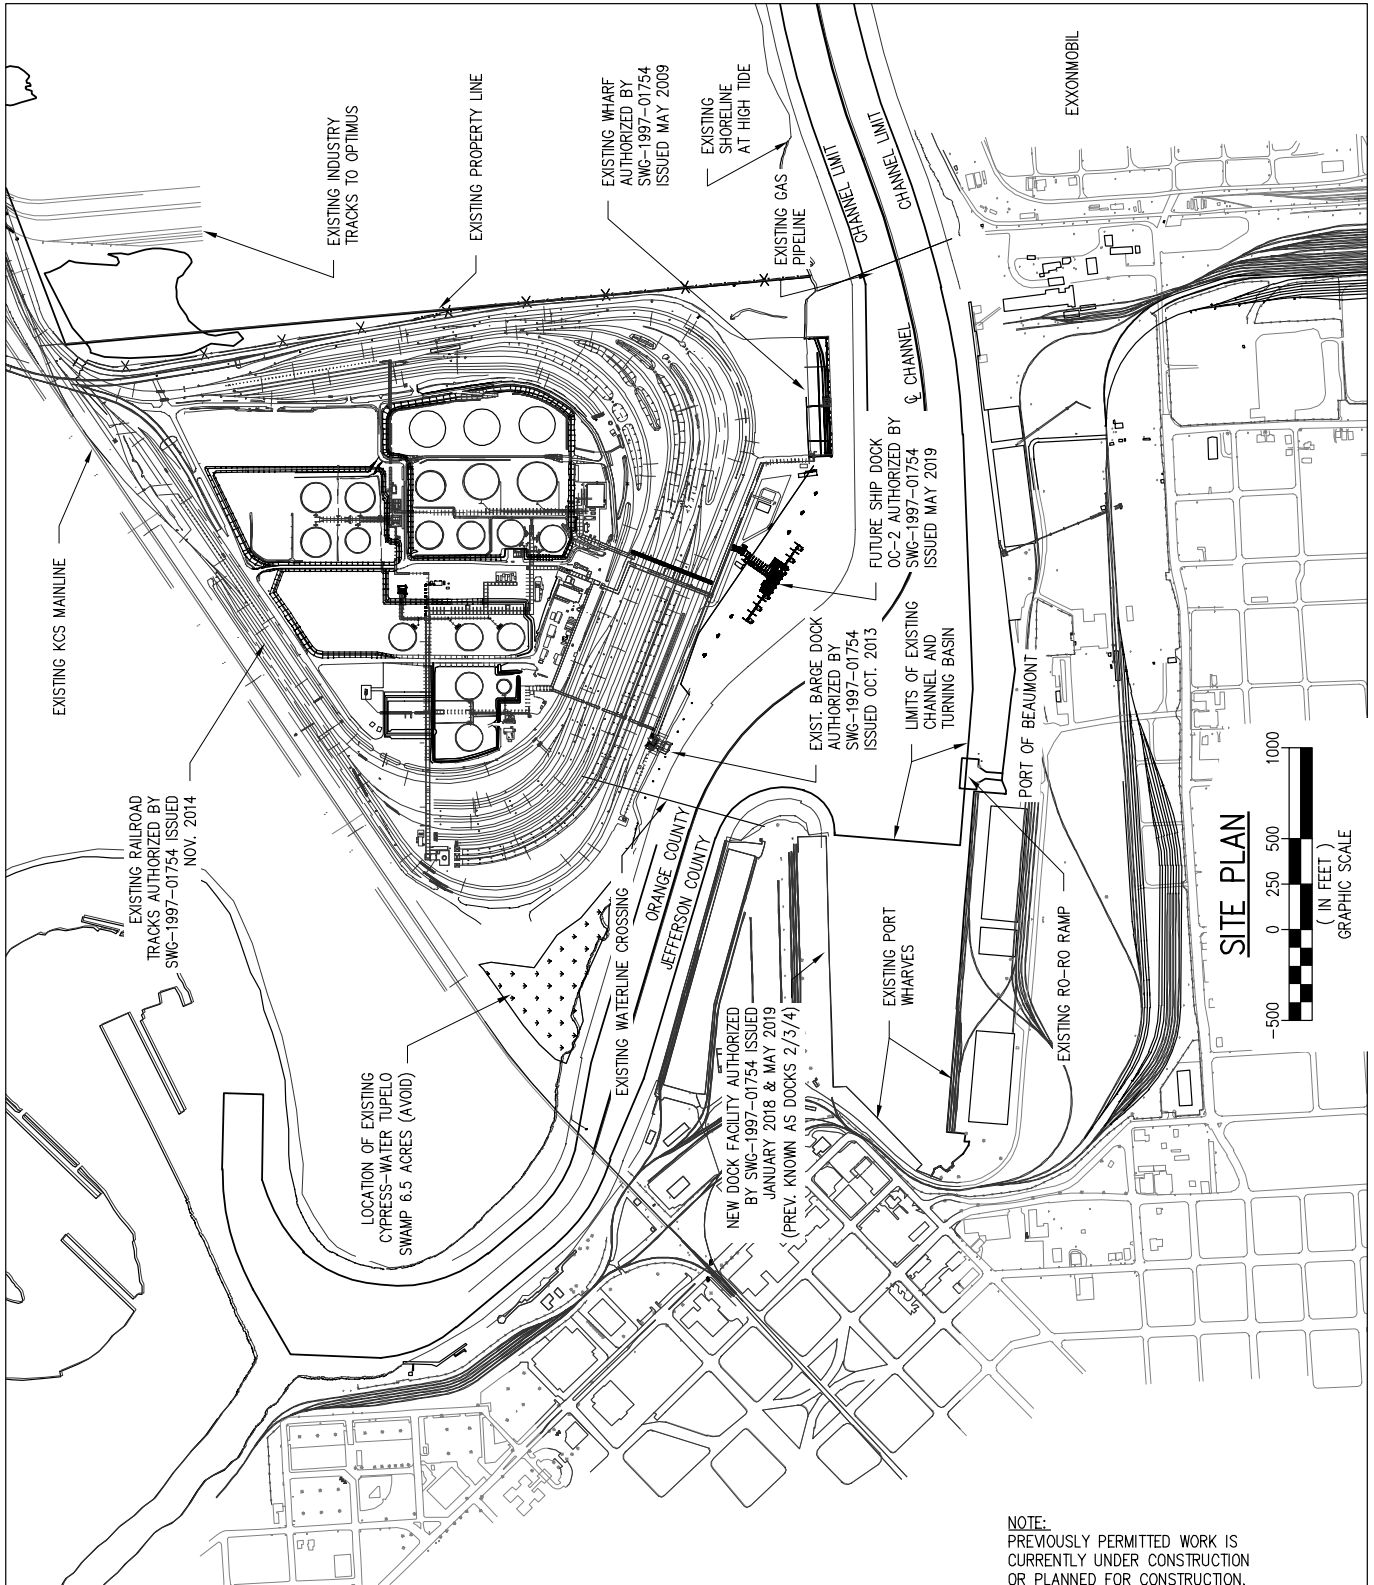 EXISTING KCS MAINLINE
EXISTING INDUSTRY
TRACKS TO OPTIMUS
EXISTING PROPERTY LINE
EXISTING WHARF
AUTHORIZED BY
SWG-1997-01754
ISSUED MAY 2009
EXISTING
SHORELINE
AT HIGH TIDE
EXISTING GAS
PIPELINE
CHANNEL LIMIT
CHANNEL LIMIT
℄ CHANNEL
EXXONMOBIL
FUTURE SHIP DOCK
OC-2 AUTHORIZED BY
SWG-1997-01754
ISSUED MAY 2019
EXIST. BARGE DOCK
AUTHORIZED BY
SWG-1997-01754
ISSUED OCT. 2013
LIMITS OF EXISTING
CHANNEL AND
TURNING BASIN
PORT OF BEAUMONT
EXISTING RAILROAD
TRACKS AUTHORIZED BY
SWG-1997-01754 ISSUED
NOV. 2014
ORANGE COUNTY
JEFFERSON COUNTY
EXISTING WATERLINE CROSSING
LOCATION OF EXISTING
CYPRESS-WATER TUPELO
SWAMP 6.5 ACRES (AVOID)
NEW DOCK FACILITY AUTHORIZED
BY SWG-1997-01754 ISSUED
JANUARY 2018 & MAY 2019
(PREV. KNOWN AS DOCKS 2/3/4)
EXISTING PORT
WHARVES
EXISTING RO-RO RAMP
SITE PLAN
-500 0 250 500 1000
( IN FEET )
GRAPHIC SCALE
NOTE:
PREVIOUSLY PERMITTED WORK IS
CURRENTLY UNDER CONSTRUCTION
OR PLANNED FOR CONSTRUCTION.